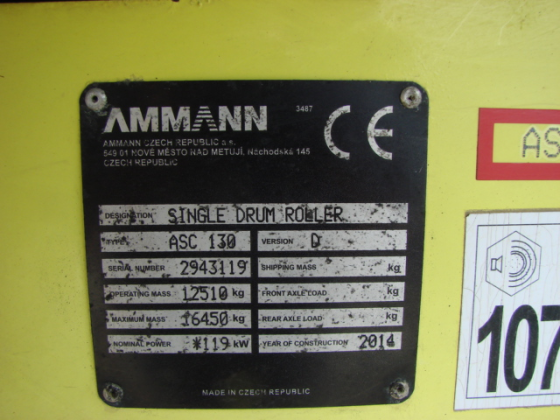 AMMANN
3487
CE
AMMANN CZECH REPUBLIC a.s.
549 01 NOVÉ MĚSTO NAD METUJÍ, Náchodská 145
CZECH REPUBLIC
DESIGNATION SINGLE DRUM ROLLER
TYPE ASC 130 VERSION D
SERIAL NUMBER 2943119 SHIPPING MASS kg
OPERATING MASS 12510 kg FRONT AXLE LOAD kg
MAXIMUM MASS 16450 kg REAR AXLE LOAD kg
NOMINAL POWER *119 kW YEAR OF CONSTRUCTION 2014
MADE IN CZECH REPUBLIC
AS
107